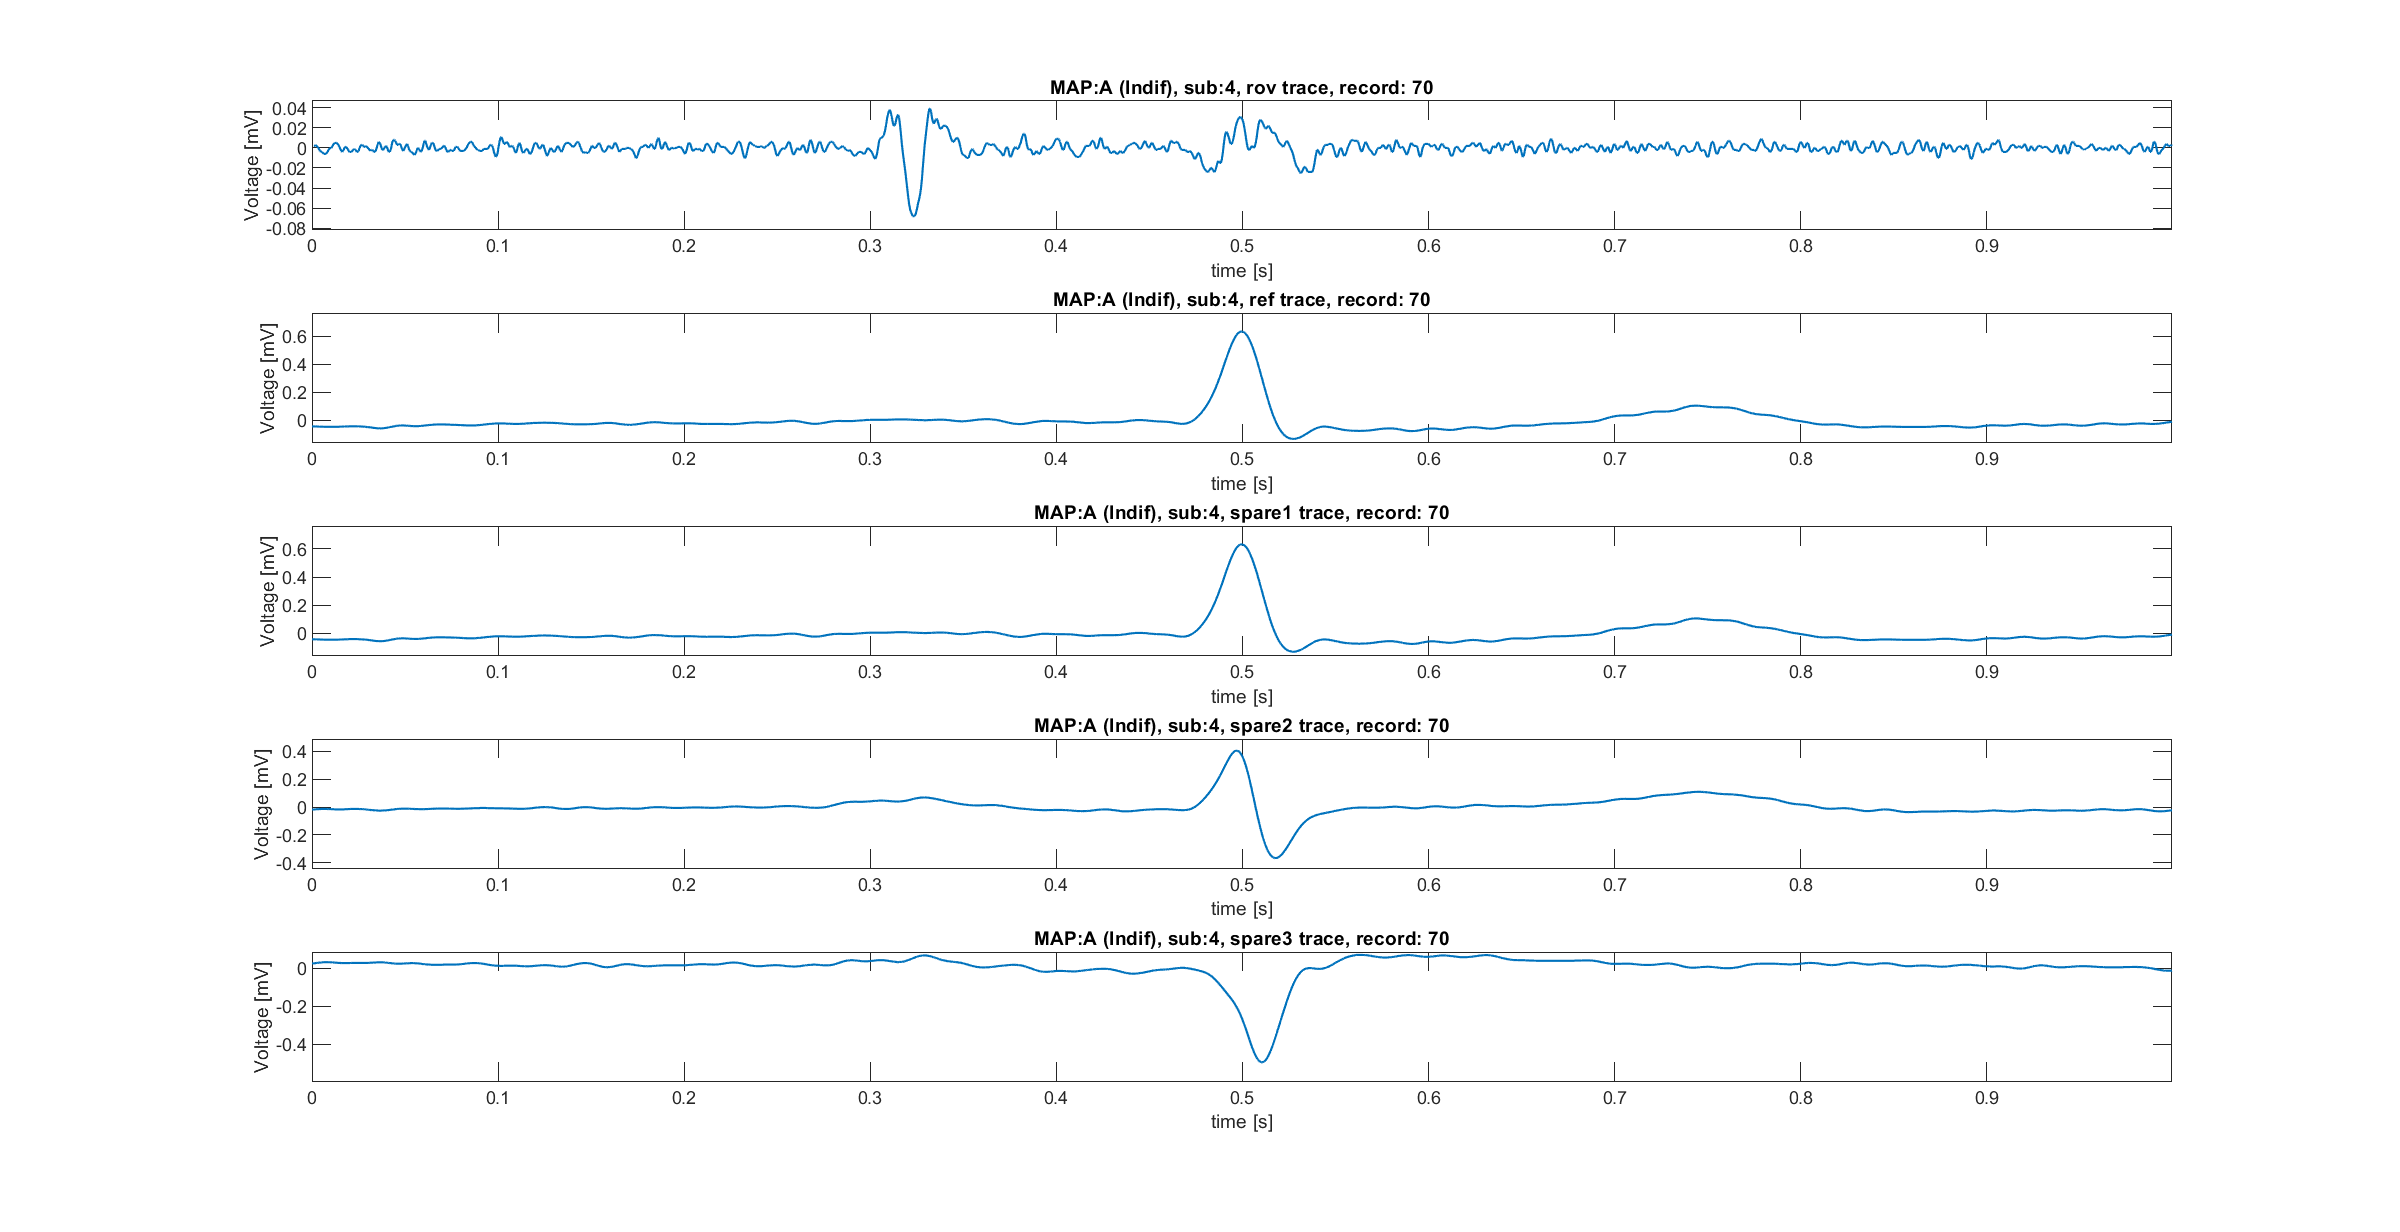 MAP:A (Indif), sub:4, rov trace, record: 70
Voltage [mV]
0.04
0.02
0
-0.02
-0.04
-0.06
-0.08
0 0.1 0.2 0.3 0.4 0.5 0.6 0.7 0.8 0.9
time [s]
MAP:A (Indif), sub:4, ref trace, record: 70
Voltage [mV]
0.6
0.4
0.2
0
0 0.1 0.2 0.3 0.4 0.5 0.6 0.7 0.8 0.9
time [s]
MAP:A (Indif), sub:4, spare1 trace, record: 70
Voltage [mV]
0.6
0.4
0.2
0
0 0.1 0.2 0.3 0.4 0.5 0.6 0.7 0.8 0.9
time [s]
MAP:A (Indif), sub:4, spare2 trace, record: 70
Voltage [mV]
0.4
0.2
0
-0.2
-0.4
0 0.1 0.2 0.3 0.4 0.5 0.6 0.7 0.8 0.9
time [s]
MAP:A (Indif), sub:4, spare3 trace, record: 70
Voltage [mV]
0
-0.2
-0.4
0 0.1 0.2 0.3 0.4 0.5 0.6 0.7 0.8 0.9
time [s]